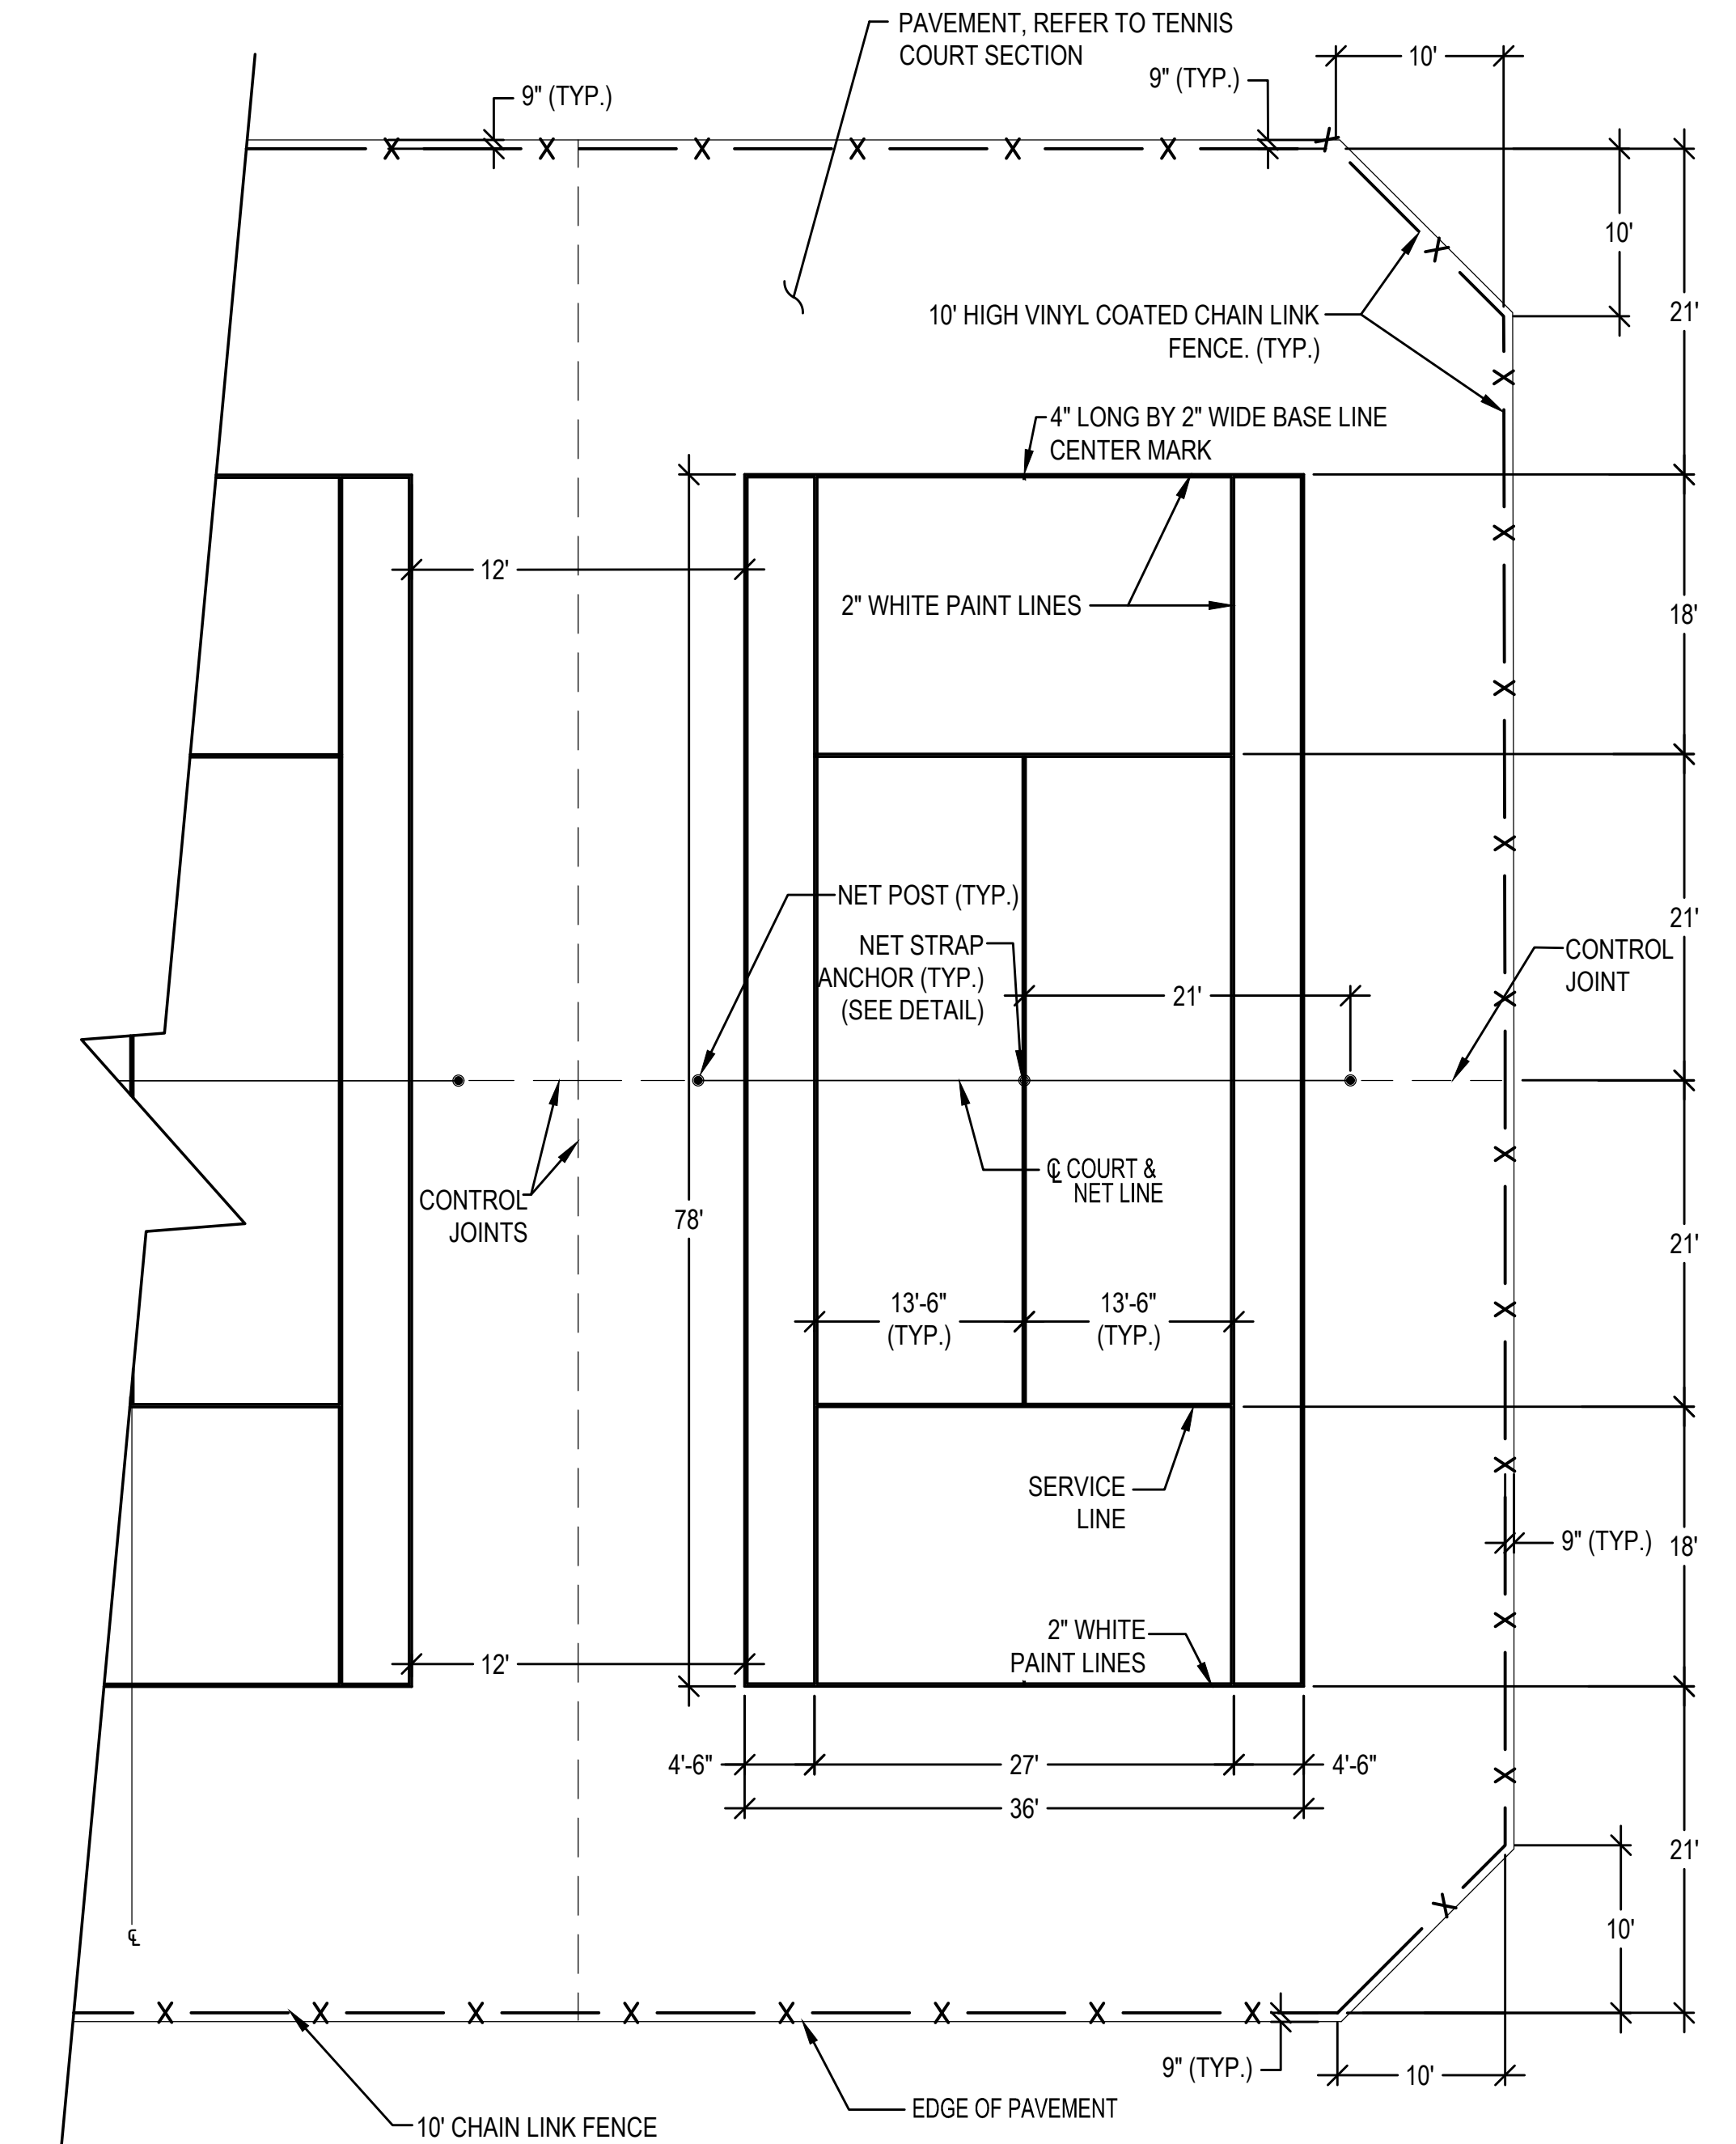 PAVEMENT, REFER TO TENNIS
COURT SECTION
10'
9" (TYP.)
9" (TYP.)
10'
21'
10' HIGH VINYL COATED CHAIN LINK
FENCE. (TYP.)
4" LONG BY 2" WIDE BASE LINE
CENTER MARK
12'
2" WHITE PAINT LINES
18'
NET POST (TYP.)
NET STRAP
ANCHOR (TYP.)
(SEE DETAIL)
21'
21'
CONTROL
JOINT
℄ COURT &
NET LINE
CONTROL
JOINTS
78'
21'
13'-6"
(TYP.)
13'-6"
(TYP.)
SERVICE
LINE
9" (TYP.)
18'
2" WHITE
PAINT LINES
12'
4'-6"
27'
4'-6"
36'
21'
10'
℄
9" (TYP.)
10'
EDGE OF PAVEMENT
10' CHAIN LINK FENCE